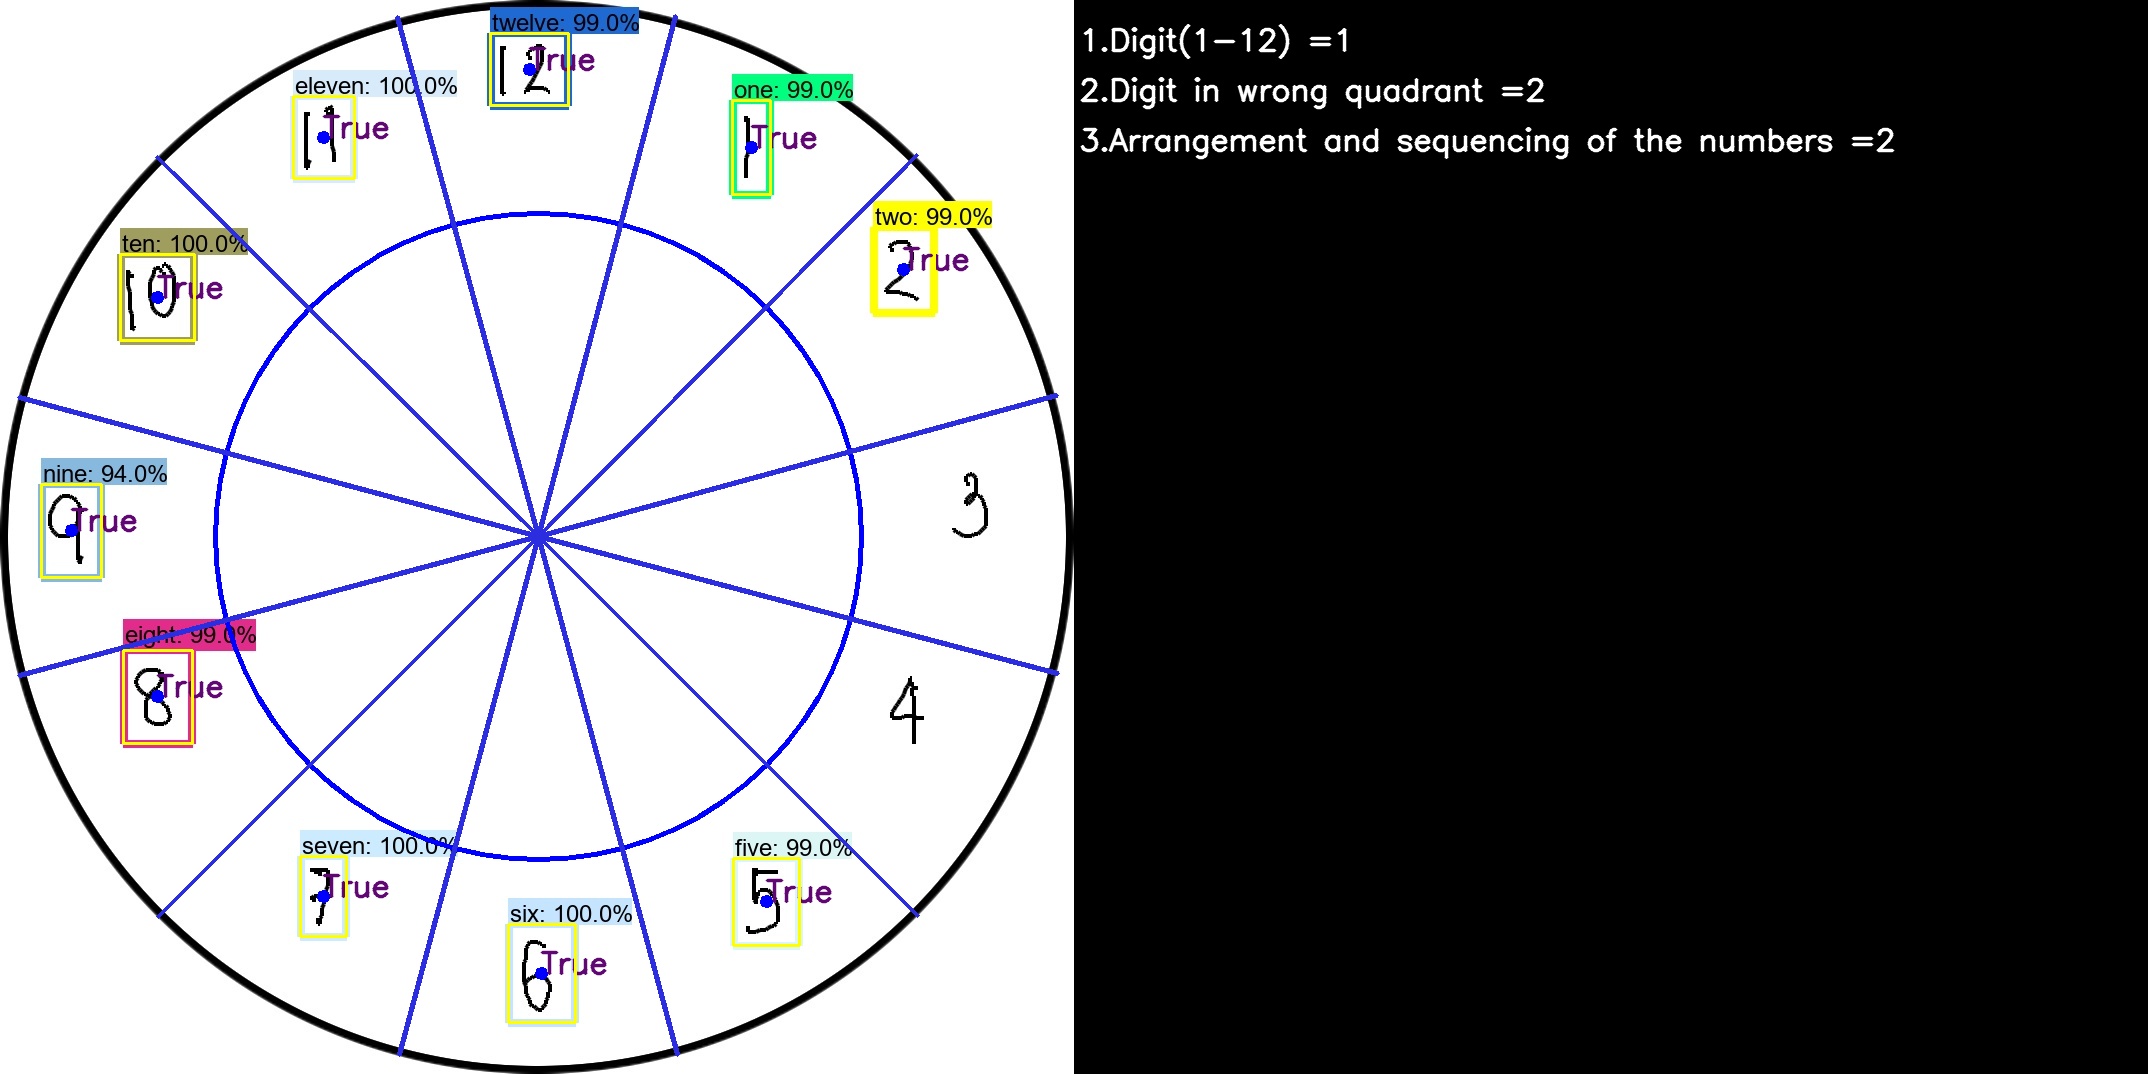 twelve: 99.0%
12
True
eleven: 100.0%
11
True
one: 99.0%
1
True
two: 99.0%
2
True
ten: 100.0%
10
True
nine: 94.0%
9
True
3
eight: 99.0%
8
True
4
seven: 100.0%
7
True
five: 99.0%
5
True
six: 100.0%
6
True
1.Digit(1-12) =1
2.Digit in wrong quadrant =2
3.Arrangement and sequencing of the numbers =2